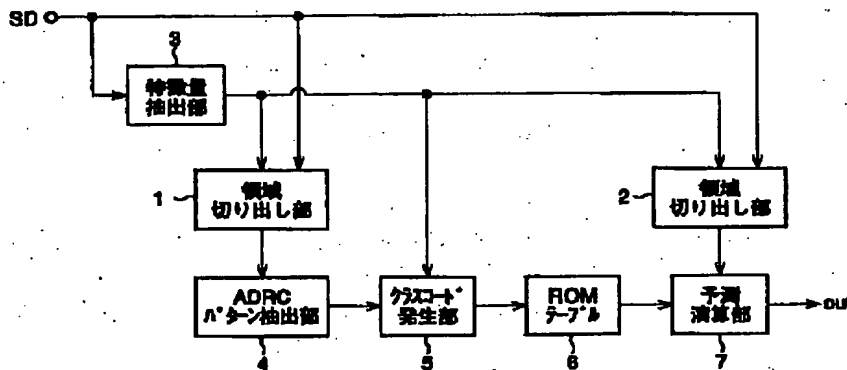 SD
3
特徴量
抽出部
1
領域
切り出し部
2
領域
切り出し部
ADRC
パターン抽出部
クラスコード
発生部
ROM
テーブル
予測
演算部
4
5
6
7